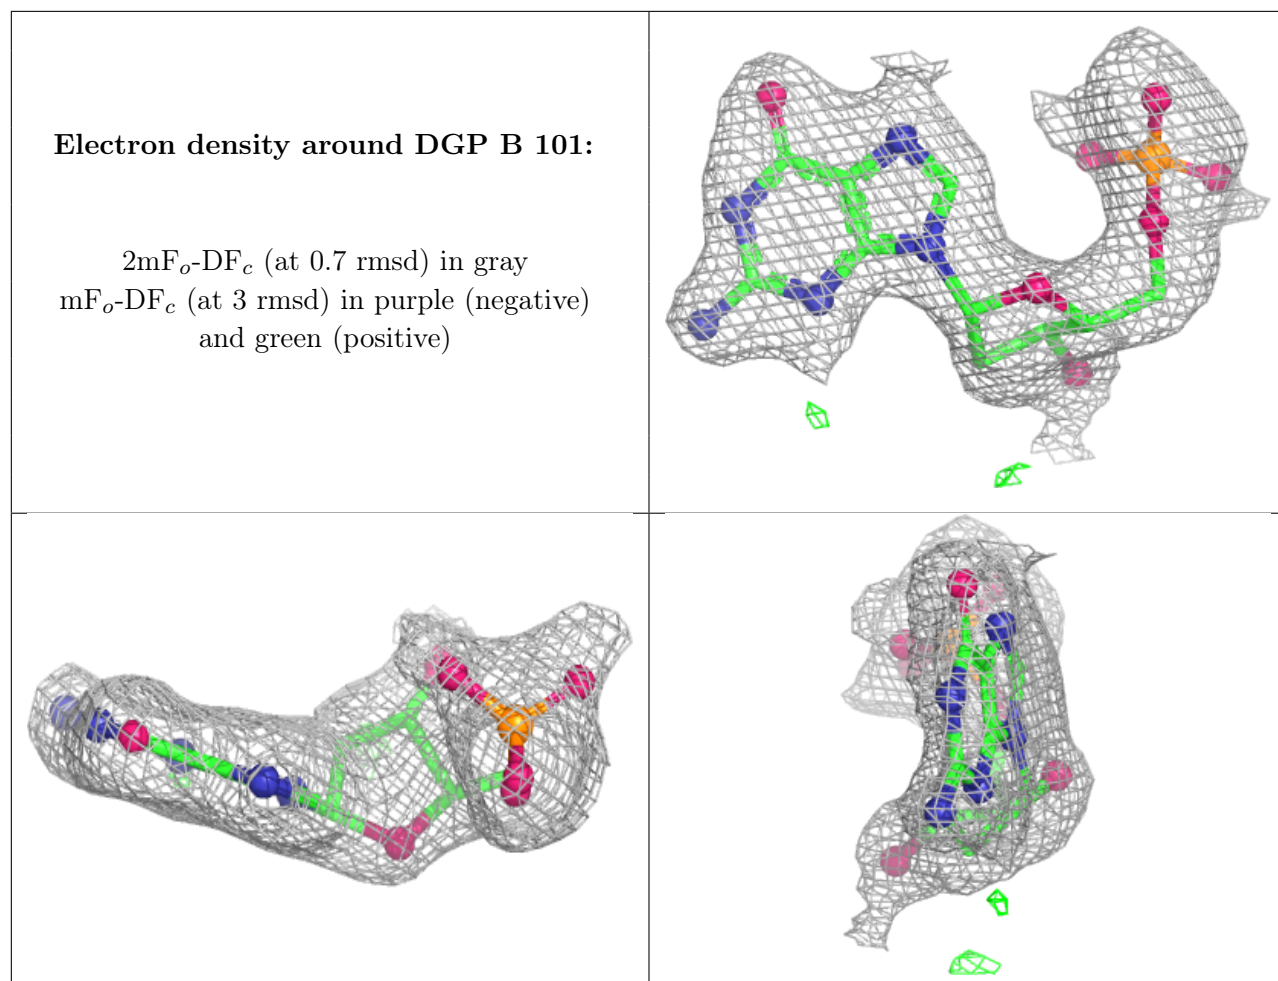 Electron density around DGP B 101:
2mFo-DFc (at 0.7 rmsd) in gray
mFo-DFc (at 3 rmsd) in purple (negative)
and green (positive)